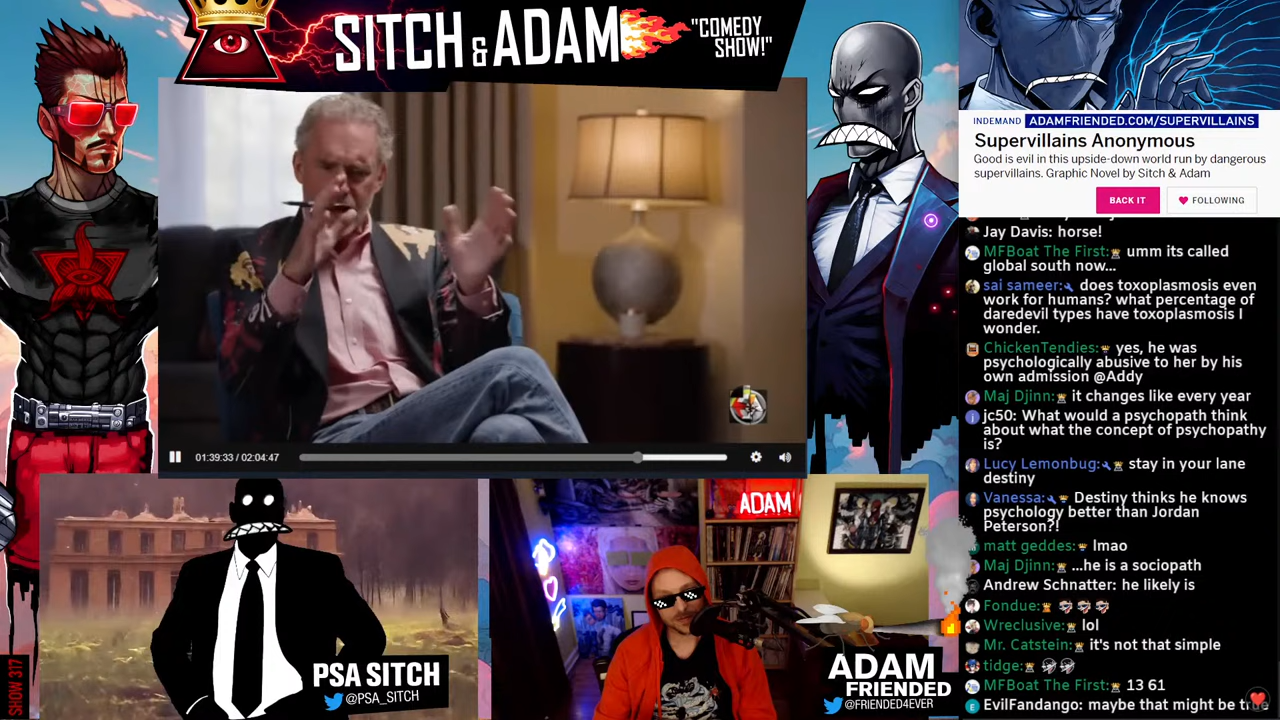 SITCH & ADAM
"COMEDY
SHOW!"
INDEMAND ADAMFRIENDED.COM/SUPERVILLAINS
Supervillains Anonymous
Good is evil in this upside-down world run by dangerous
supervillains. Graphic Novel by Sitch & Adam
BACK IT
FOLLOWING
Jay Davis: horse!
MFBoat The First: umm its called
global south now...
sai sameer: does toxoplasmosis even
work for humans? what percentage of
daredevil types have toxoplasmosis I
wonder.
ChickenTendies: yes, he was
psychologically abusive to her by his
own admission @Addy
Maj Djinn: it changes like every year
jc50: What would a psychopath think
about what the concept of psychopathy
is?
Lucy Lemonbug: stay in your lane
destiny
Vanessa: Destiny thinks he knows
psychology better than Jordan
Peterson?!
matt geddes: lmao
Maj Djinn: ...he is a sociopath
Andrew Schnatter: he likely is
Fondue:
Wreclusive: lol
Mr. Catstein: it's not that simple
tidge:
MFBoat The First: 13 61
EvilFandango: maybe that might be true
01:39:33 / 02:04:47
ADAM
SHOW 317
PSA SITCH
@PSA_SITCH
ADAM
FRIENDED
@FRIENDED4EVER